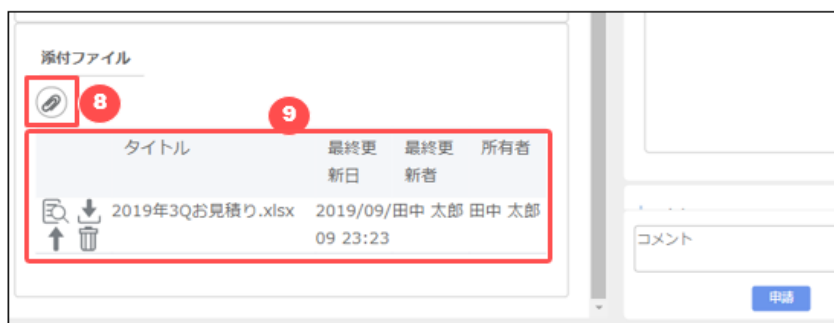 添付ファイル
8
9
タイトル 最終更新日 最終更新者 所有者
2019年3Qお見積り.xlsx 2019/09/09 23:23 田中 太郎 田中 太郎
コメント
申請